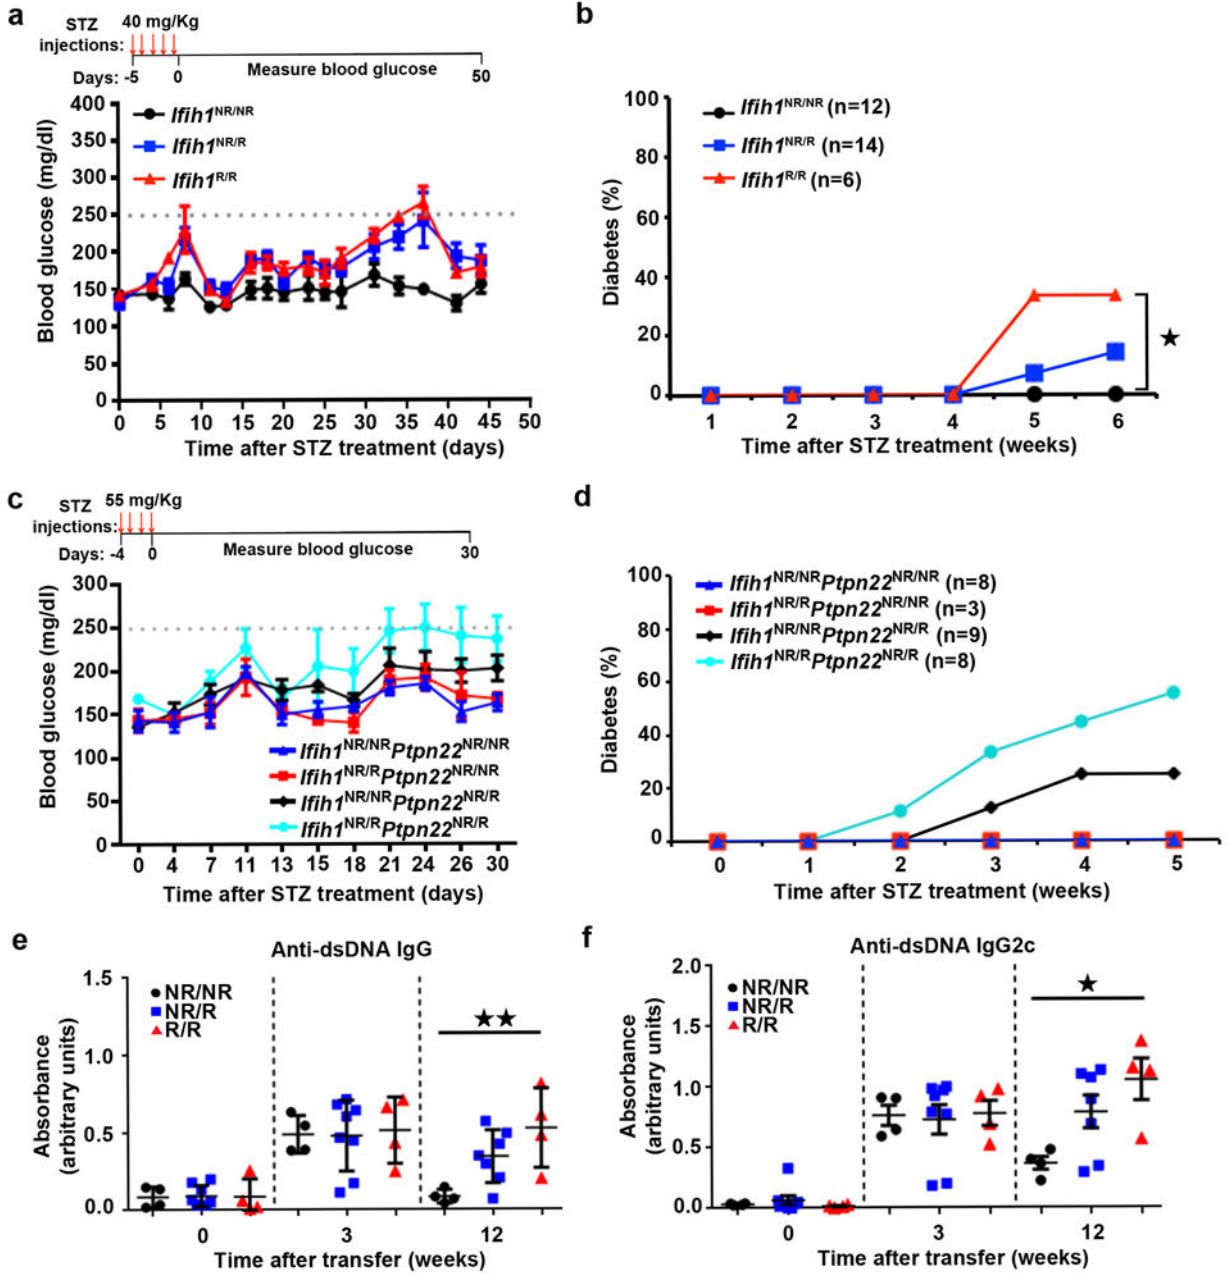 a
STZ 40 mg/Kg
injections:
Days: -5 0 Measure blood glucose 50
Blood glucose (mg/dl)
400
350
300
250
200
150
100
50
0
Ifih1NR/NR
Ifih1NR/R
Ifih1R/R
0 5 10 15 20 25 30 35 40 45 50
Time after STZ treatment (days)
b
Diabetes (%)
100
80
60
40
20
0
Ifih1NR/NR (n=12)
Ifih1NR/R (n=14)
Ifih1R/R (n=6)
★
1 2 3 4 5 6
Time after STZ treatment (weeks)
c
STZ 55 mg/Kg
injections:
Days: -4 0 Measure blood glucose 30
Blood glucose (mg/dl)
300
250
200
150
100
50
0
Ifih1NR/NRPtpn22NR/NR
Ifih1NR/RPtpn22NR/NR
Ifih1NR/NRPtpn22NR/R
Ifih1NR/RPtpn22NR/R
0 4 7 11 13 15 18 21 24 26 30
Time after STZ treatment (days)
d
Diabetes (%)
100
80
60
40
20
0
Ifih1NR/NRPtpn22NR/NR (n=8)
Ifih1NR/RPtpn22NR/NR (n=3)
Ifih1NR/NRPtpn22NR/R (n=9)
Ifih1NR/RPtpn22NR/R (n=8)
0 1 2 3 4 5
Time after STZ treatment (weeks)
e
Anti-dsDNA IgG
Absorbance
(arbitrary units)
1.5
1.0
0.5
0.0
NR/NR
NR/R
R/R
★★
0 3 12
Time after transfer (weeks)
f
Anti-dsDNA IgG2c
Absorbance
(arbitrary units)
2.0
1.5
1.0
0.5
0.0
NR/NR
NR/R
R/R
★
0 3 12
Time after transfer (weeks)